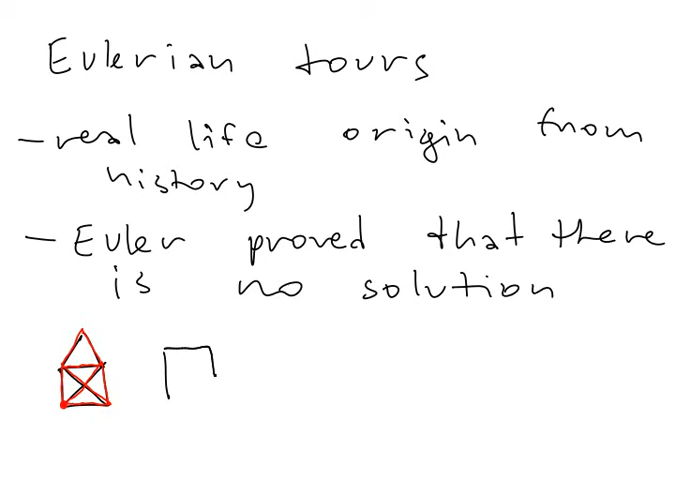 Eulerian tours
- real life origin from
history
- Euler proved that there
is no solution